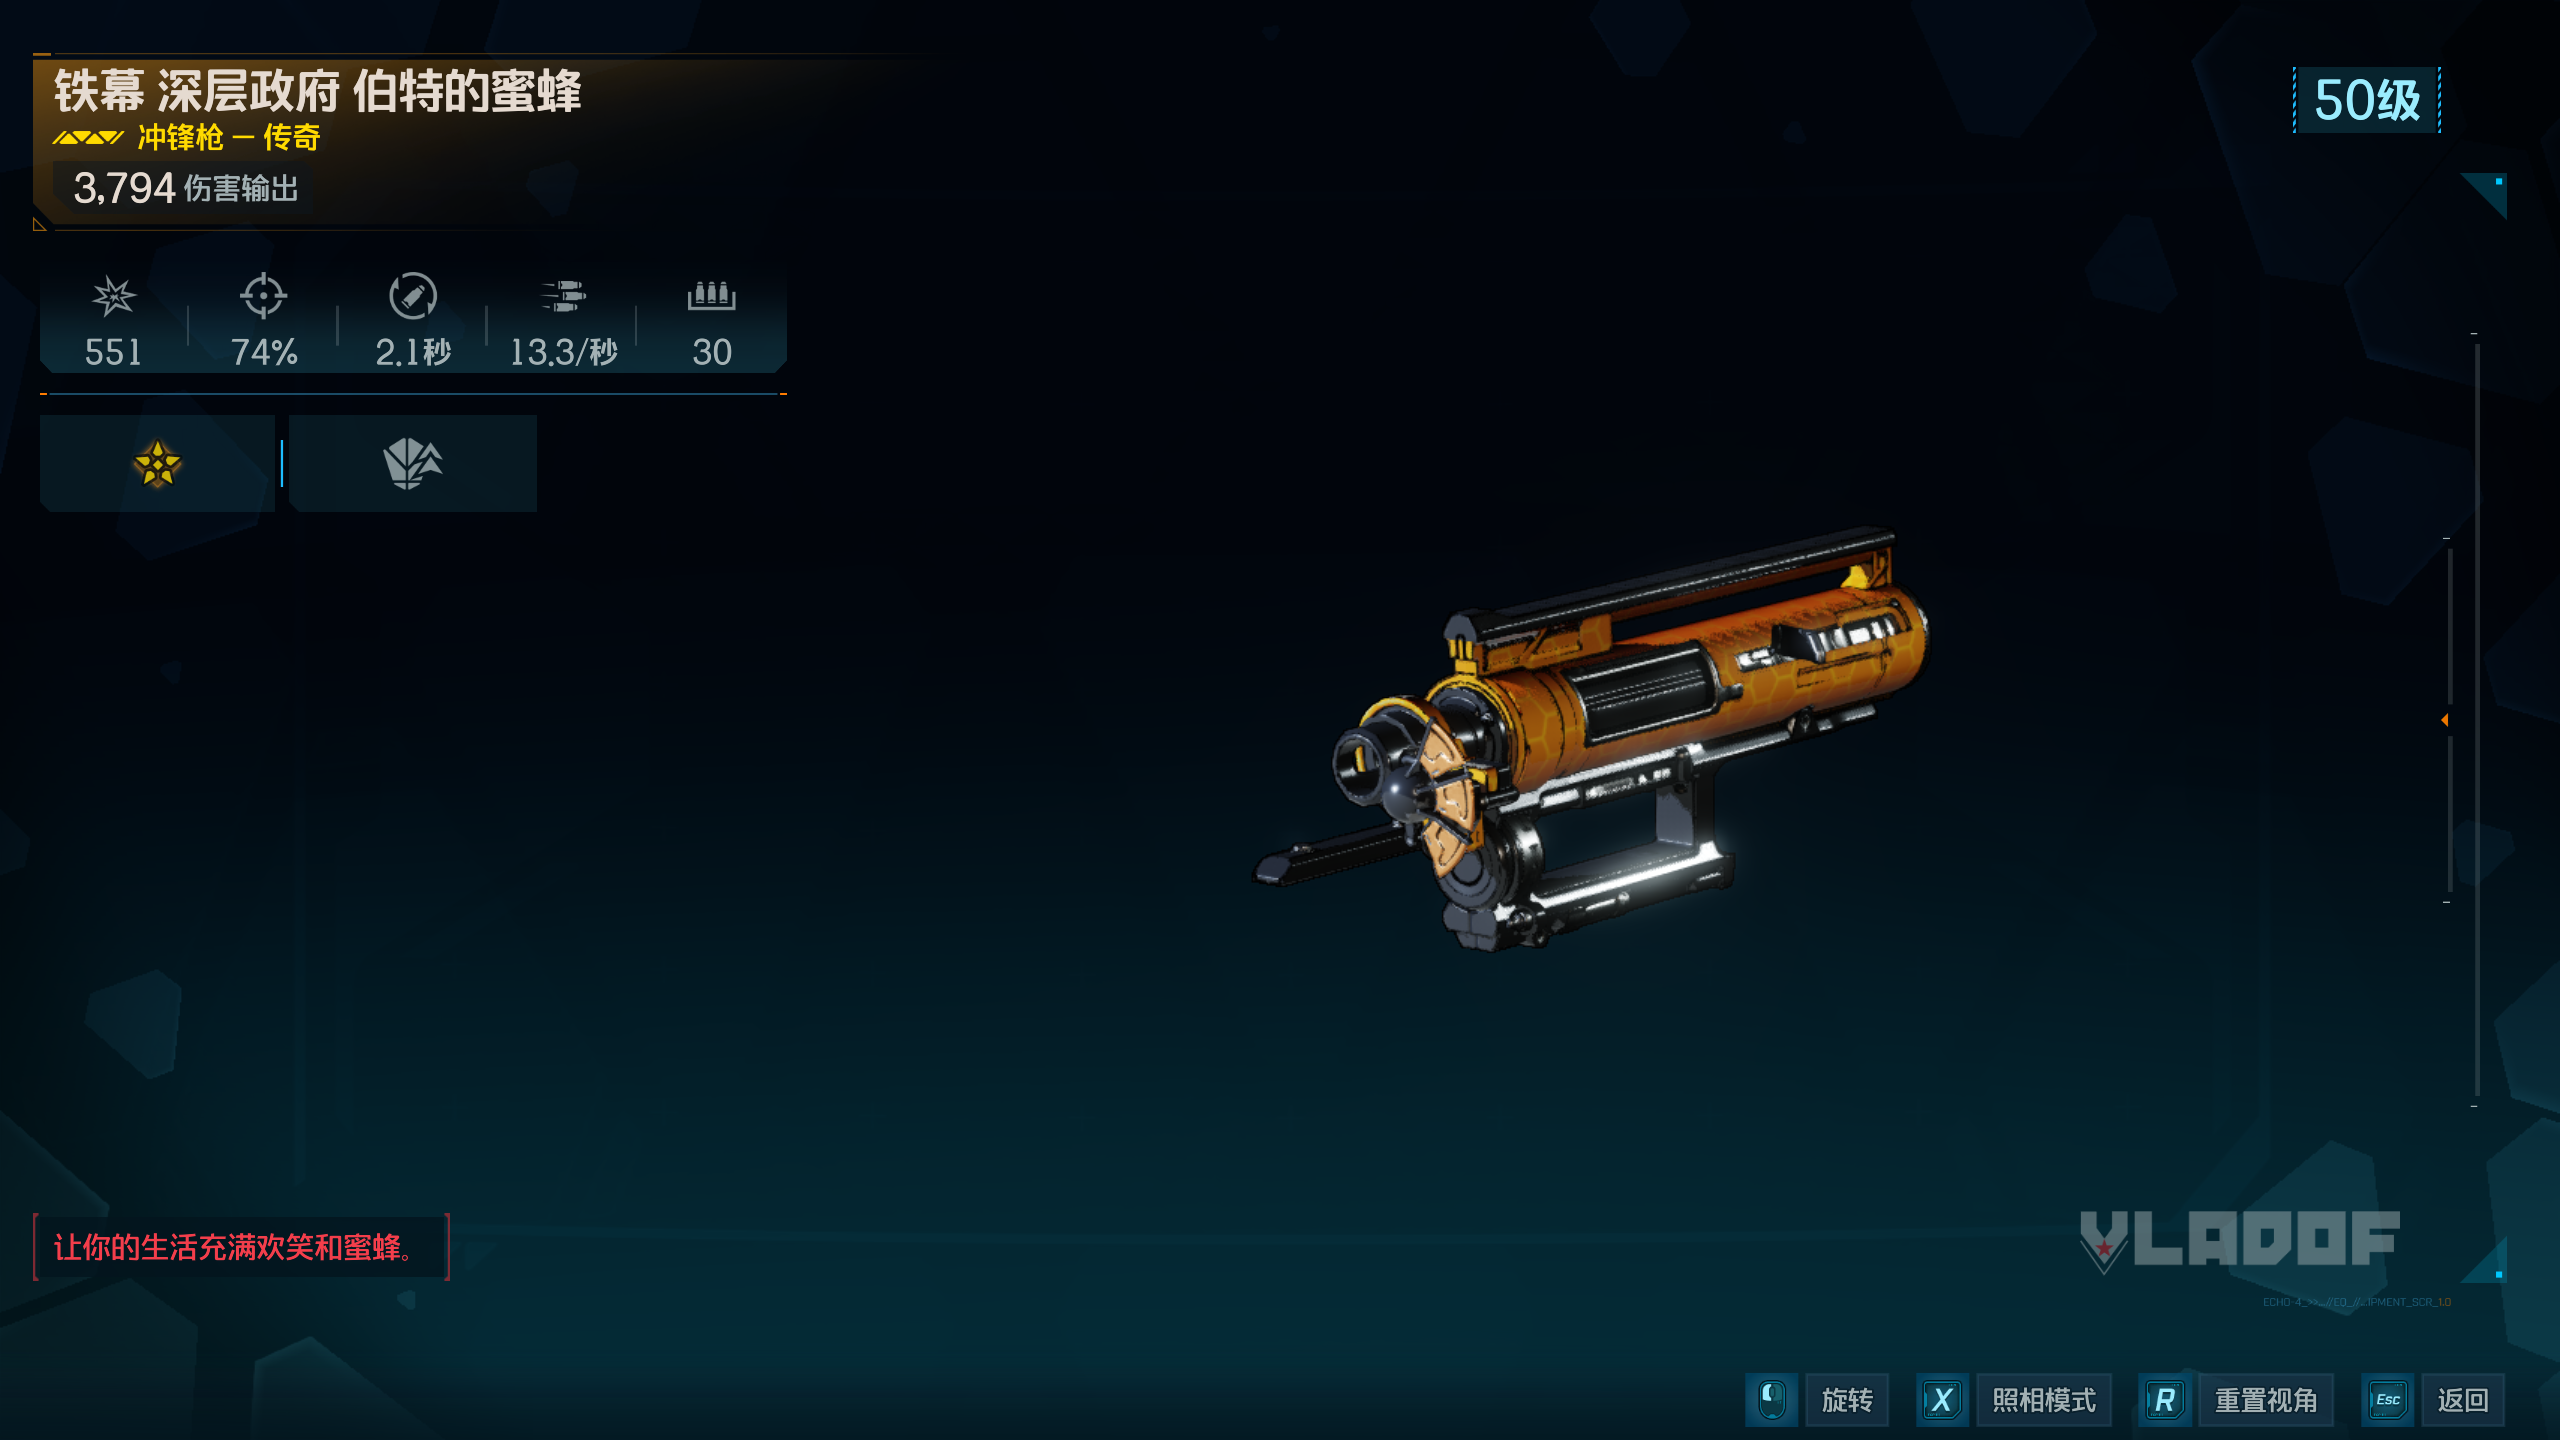 铁幕 深层政府 伯特的蜜蜂
冲锋枪 — 传奇
3,794 伤害输出
50级
551
74%
2.1秒
13.3/秒
30
让你的生活充满欢笑和蜜蜂。
VLADOF
旋转
X 照相模式
R 重置视角
Esc 返回